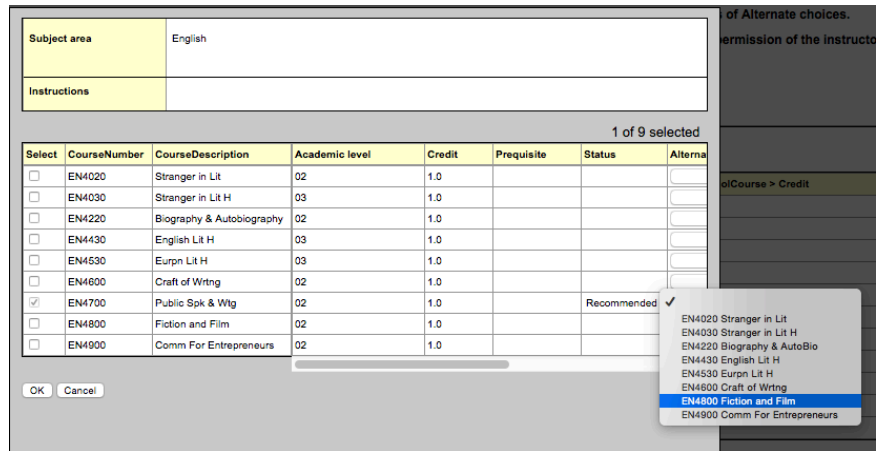 of Alternate choices.
Subject area English
ermission of the instructo
Instructions
1 of 9 selected
Select CourseNumber CourseDescription Academic level Credit Prequisite Status Alterna
EN4020 Stranger in Lit 02 1.0
olCourse > Credit
EN4030 Stranger in Lit H 03 1.0
EN4220 Biography & Autobiography 02 1.0
EN4430 English Lit H 03 1.0
EN4530 Eurpn Lit H 03 1.0
EN4600 Craft of Wrtng 02 1.0
EN4700 Public Spk & Wtg 02 1.0 Recommended
EN4800 Fiction and Film 02 1.0
EN4900 Comm For Entrepreneurs 02 1.0
EN4020 Stranger in Lit
EN4030 Stranger in Lit H
EN4220 Biography & AutoBio
EN4430 English Lit H
EN4530 Eurpn Lit H
EN4600 Craft of Wrtng
EN4800 Fiction and Film
EN4900 Comm For Entrepreneurs
OK Cancel